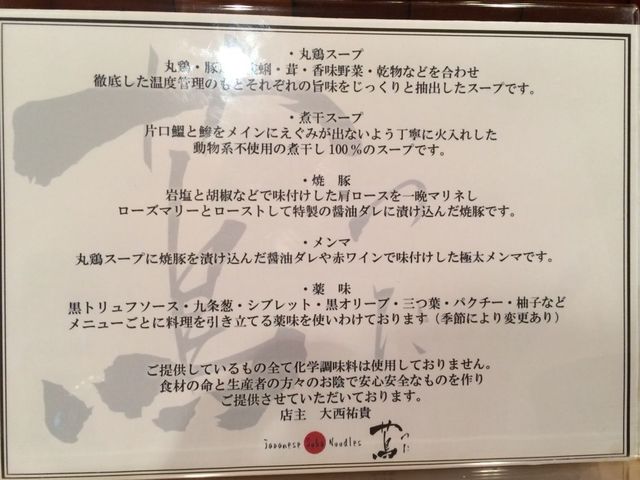 ・丸鶏スープ
丸鶏・豚 蜊・茸・香味野菜・乾物などを合わせ
徹底した温度管理のもとそれぞれの旨味をじっくりと抽出したスープです。
・煮干スープ
片口鰮と鯵をメインにえぐみが出ないよう丁寧に火入れした
動物系不使用の煮干し100%のスープです。
・焼 豚
岩塩と胡椒などで味付けした肩ロースを一晩マリネし
ローズマリーとローストして特製の醤油ダレに漬け込んだ焼豚です。
・メンマ
丸鶏スープに焼豚を漬け込んだ醤油ダレや赤ワインで味付けした極太メンマです。
・薬 味
黒トリュフソース・九条葱・シブレット・黒オリーブ・三つ葉・パクチー・柚子など
メニューごとに料理を引き立てる薬味を使いわけております（季節により変更あり）
ご提供しているもの全て化学調味料は使用しておりません。
食材の命と生産者の方々のお陰で安心安全なものを作り
ご提供させていただいております。
店主 大西祐貴
Japanese Soba Noodles 蔦 つた